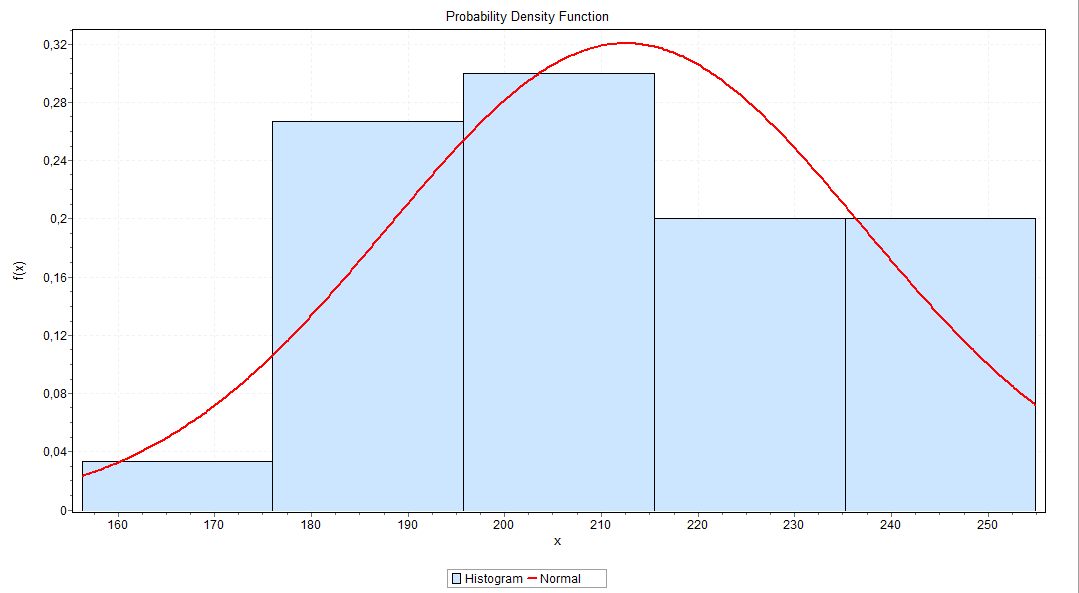 Probability Density Function
0,32
0,28
0,24
0,2
0,16
0,12
0,08
0,04
0
f(x)
160 170 180 190 200 210 220 230 240 250
x
Histogram Normal